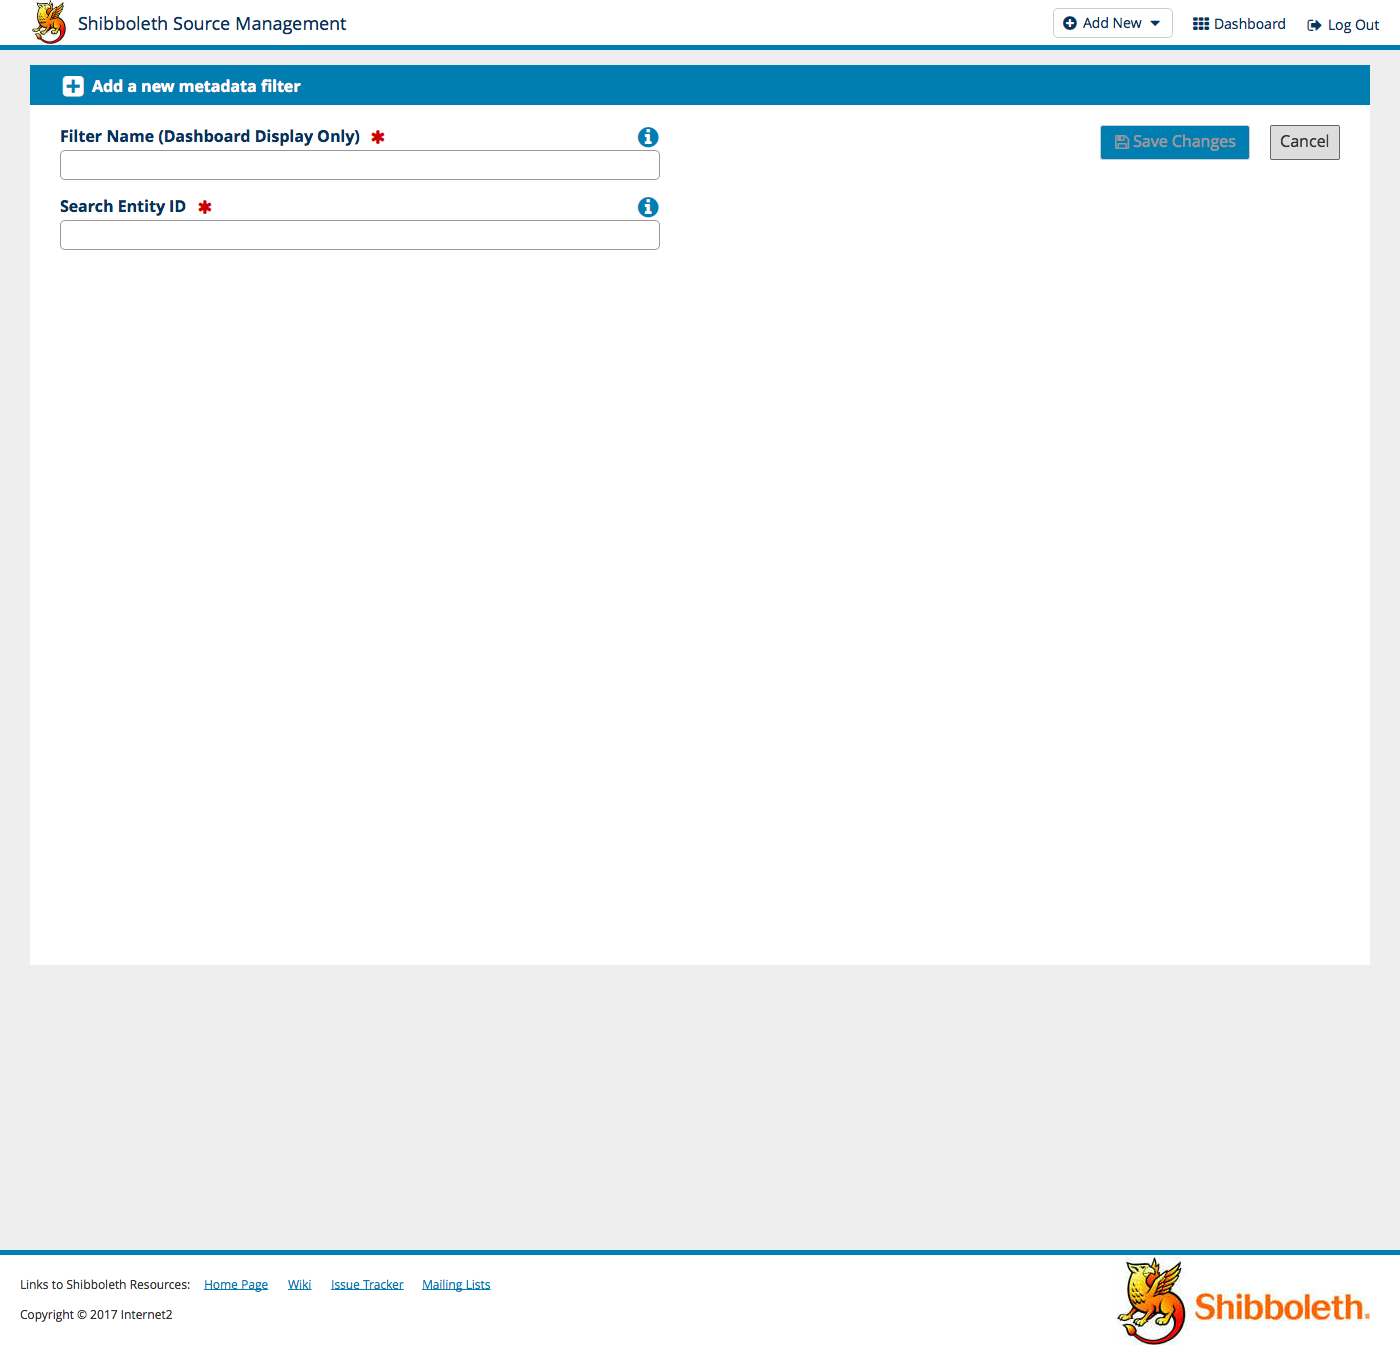 Shibboleth Source Management
Add New
Dashboard
Log Out
Add a new metadata filter
Filter Name (Dashboard Display Only) *
Save Changes
Cancel
Search Entity ID *
Links to Shibboleth Resources: Home Page Wiki Issue Tracker Mailing Lists
Copyright © 2017 Internet2
Shibboleth.